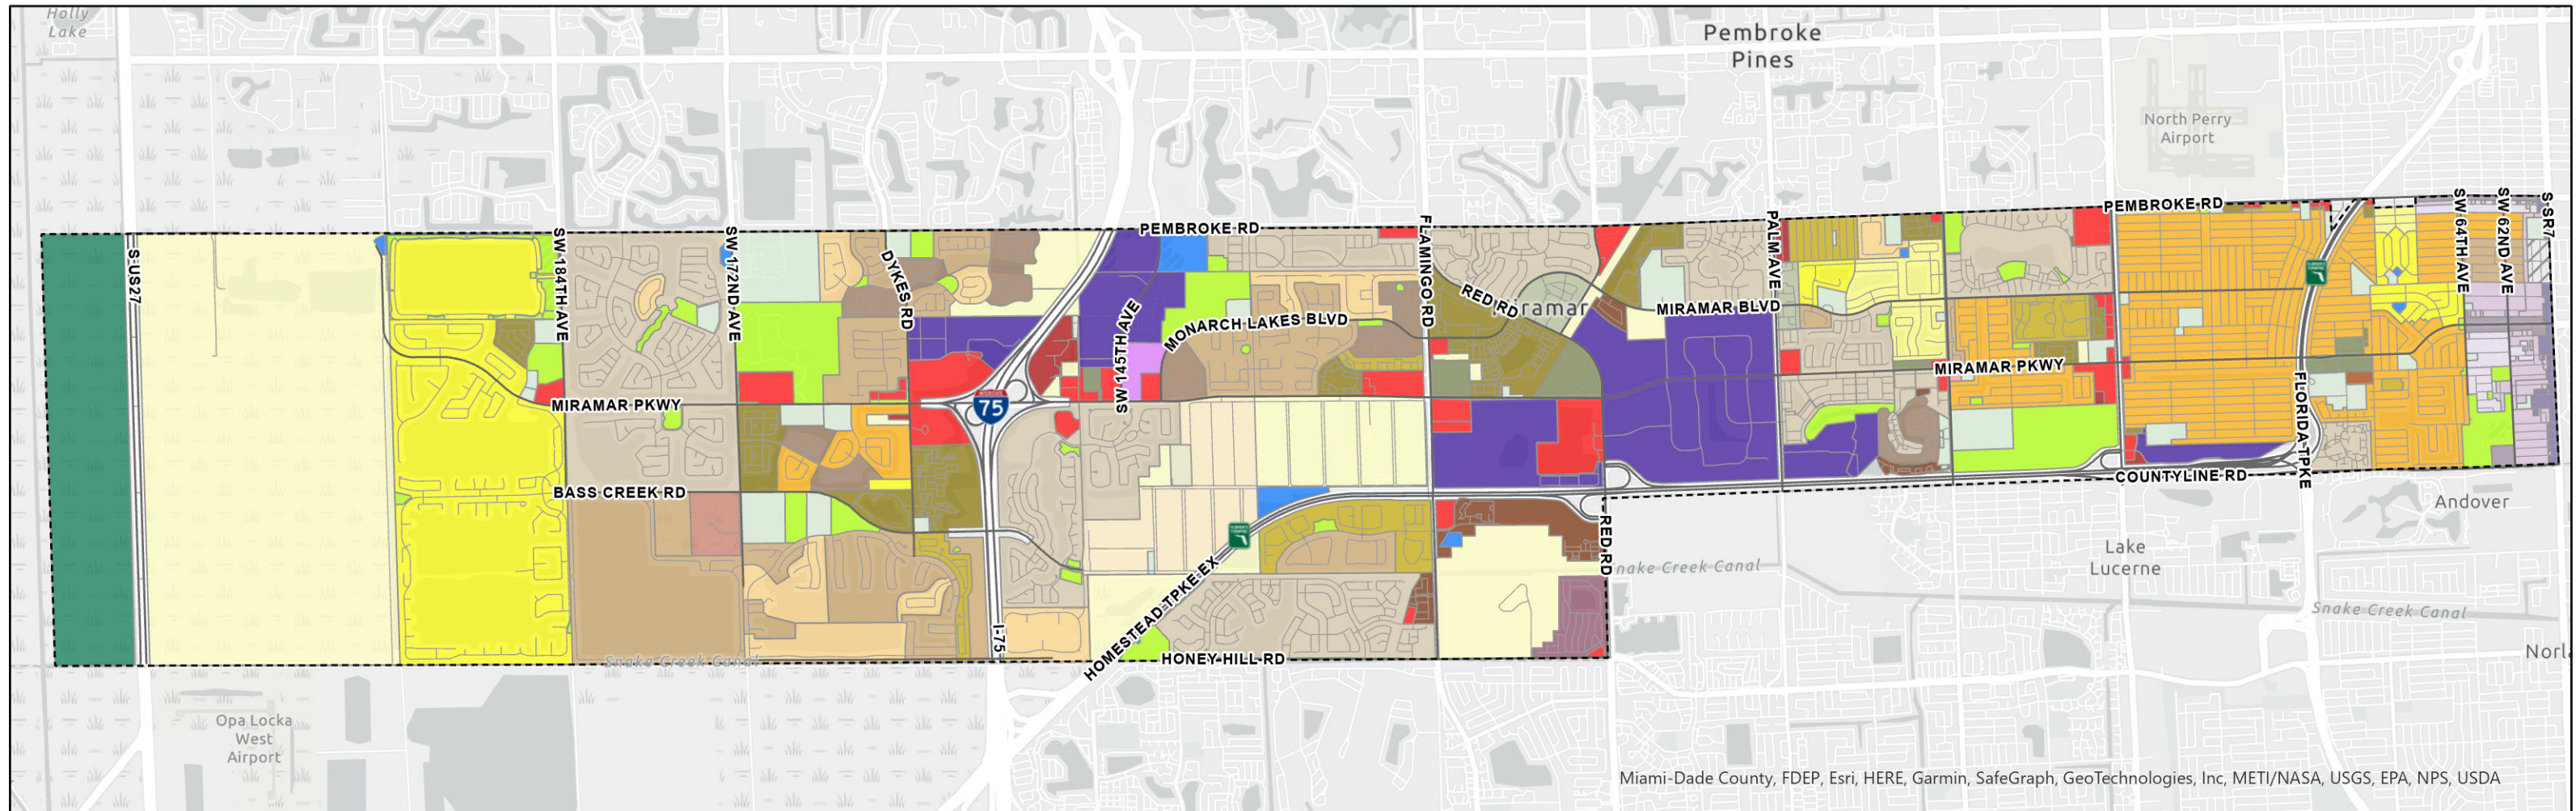 Holly
Lake
Pembroke
Pines
North Perry
Airport
S US27
SW 184TH AVE
SW 172ND AVE
DYKES RD
PEMBROKE RD
FLAMINGO RD
RED RD
Miramar
PALM AVE
MIRAMAR BLVD
PEMBROKE RD
SW 64TH AVE
SW 62ND AVE
S SR7
SW 145TH AVE
MONARCH LAKES BLVD
MIRAMAR PKWY
75
MIRAMAR PKWY
FLORIDA TPKE
BASS CREEK RD
COUNTYLINE RD
Andover
RED RD
Snake Creek Canal
Lake
Lucerne
Snake Creek Canal
I-75
HOMESTEAD TPKE EX
HONEY HILL RD
Snake Creek Canal
Opa Locka
West
Airport
Miami-Dade County, FDEP, Esri, HERE, Garmin, SafeGraph, GeoTechnologies, Inc, METI/NASA, USGS, EPA, NPS, USDA